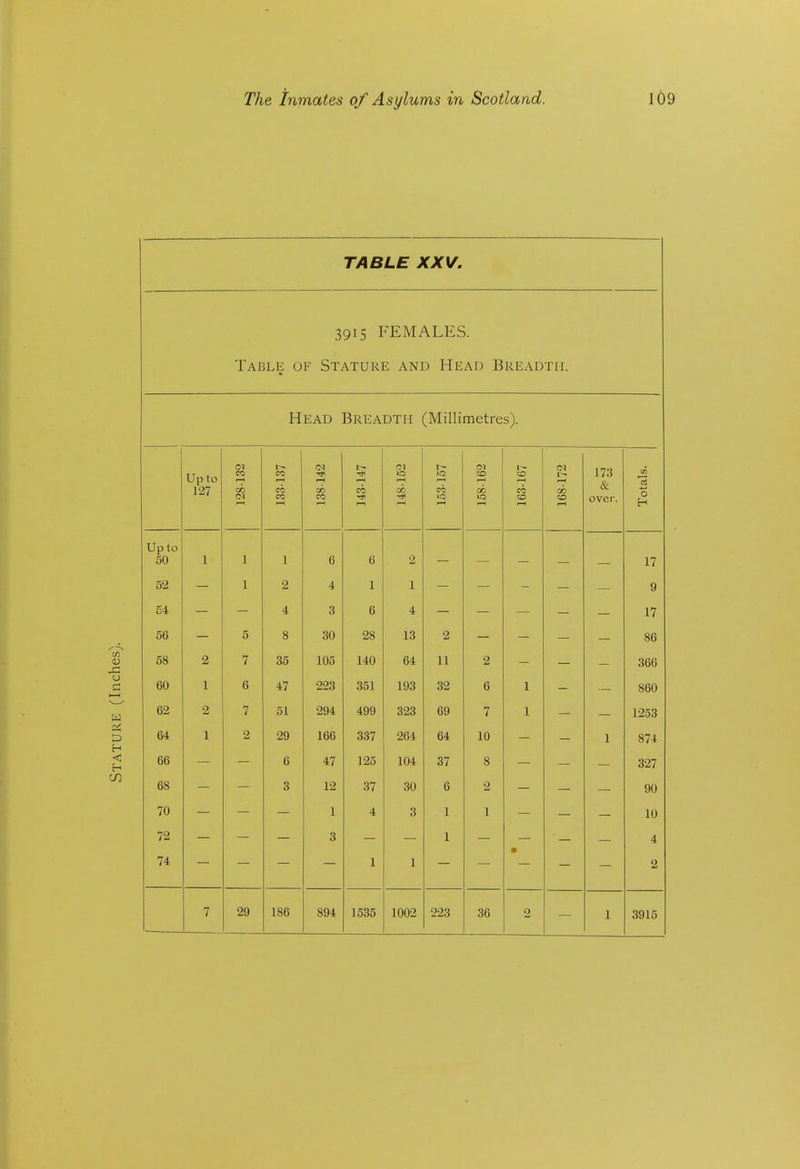 The Inmates of Asylums in Scotland. 109
TABLE XXV.
3915 FEMALES.
TABLE OF STATURE AND HEAD BREADTH.
HEAD BREADTH (Millimetres).
Up to 127 128-132 133-137 138-142 143-147 148-152 153-157 158-162 163-167 168-172 173 & over. Totals.
STATURE (Inches).
Up to 50 1 1 1 6 6 2 — — — — — 17
52 — 1 2 4 1 1 — — — — — 9
54 — — 4 3 6 4 — — — — — 17
56 — 5 8 30 28 13 2 — — — — 86
58 2 7 35 105 140 64 11 2 — — — 366
60 1 6 47 223 351 193 32 6 1 — — 860
62 2 7 51 294 499 323 69 7 1 — — 1253
64 1 2 29 166 337 264 64 10 — — 1 874
66 — — 6 47 125 104 37 8 — — — 327
68 — — 3 12 37 30 6 2 — — — 90
70 — — — 1 4 3 1 1 — — — 10
72 — — — 3 — — 1 — — — — 4
74 — — — — 1 1 — — — — — 2
7 29 186 894 1535 1002 223 36 2 — 1 3915